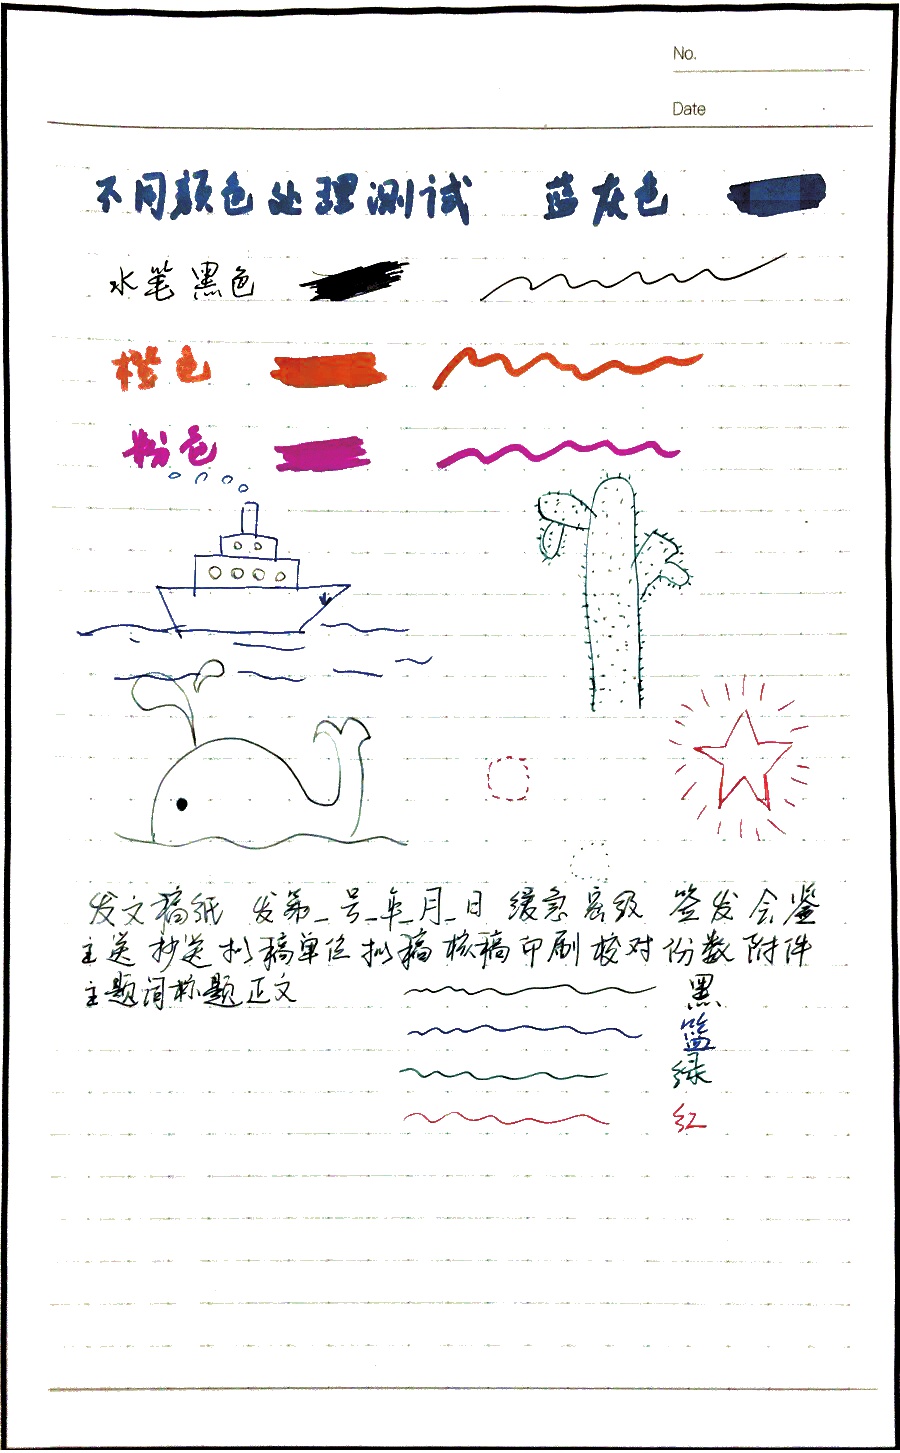 No.
Date
不同颜色处理测试 蓝灰色
水笔黑色
橙色
粉色
发文稿纸 发第_号_年_月_日 缓急 密级 签发 会鉴
主送 抄送 拟稿单位 拟稿 核稿 印刷 校对 份数 附件
主题词标题正文
黑
蓝
绿
红